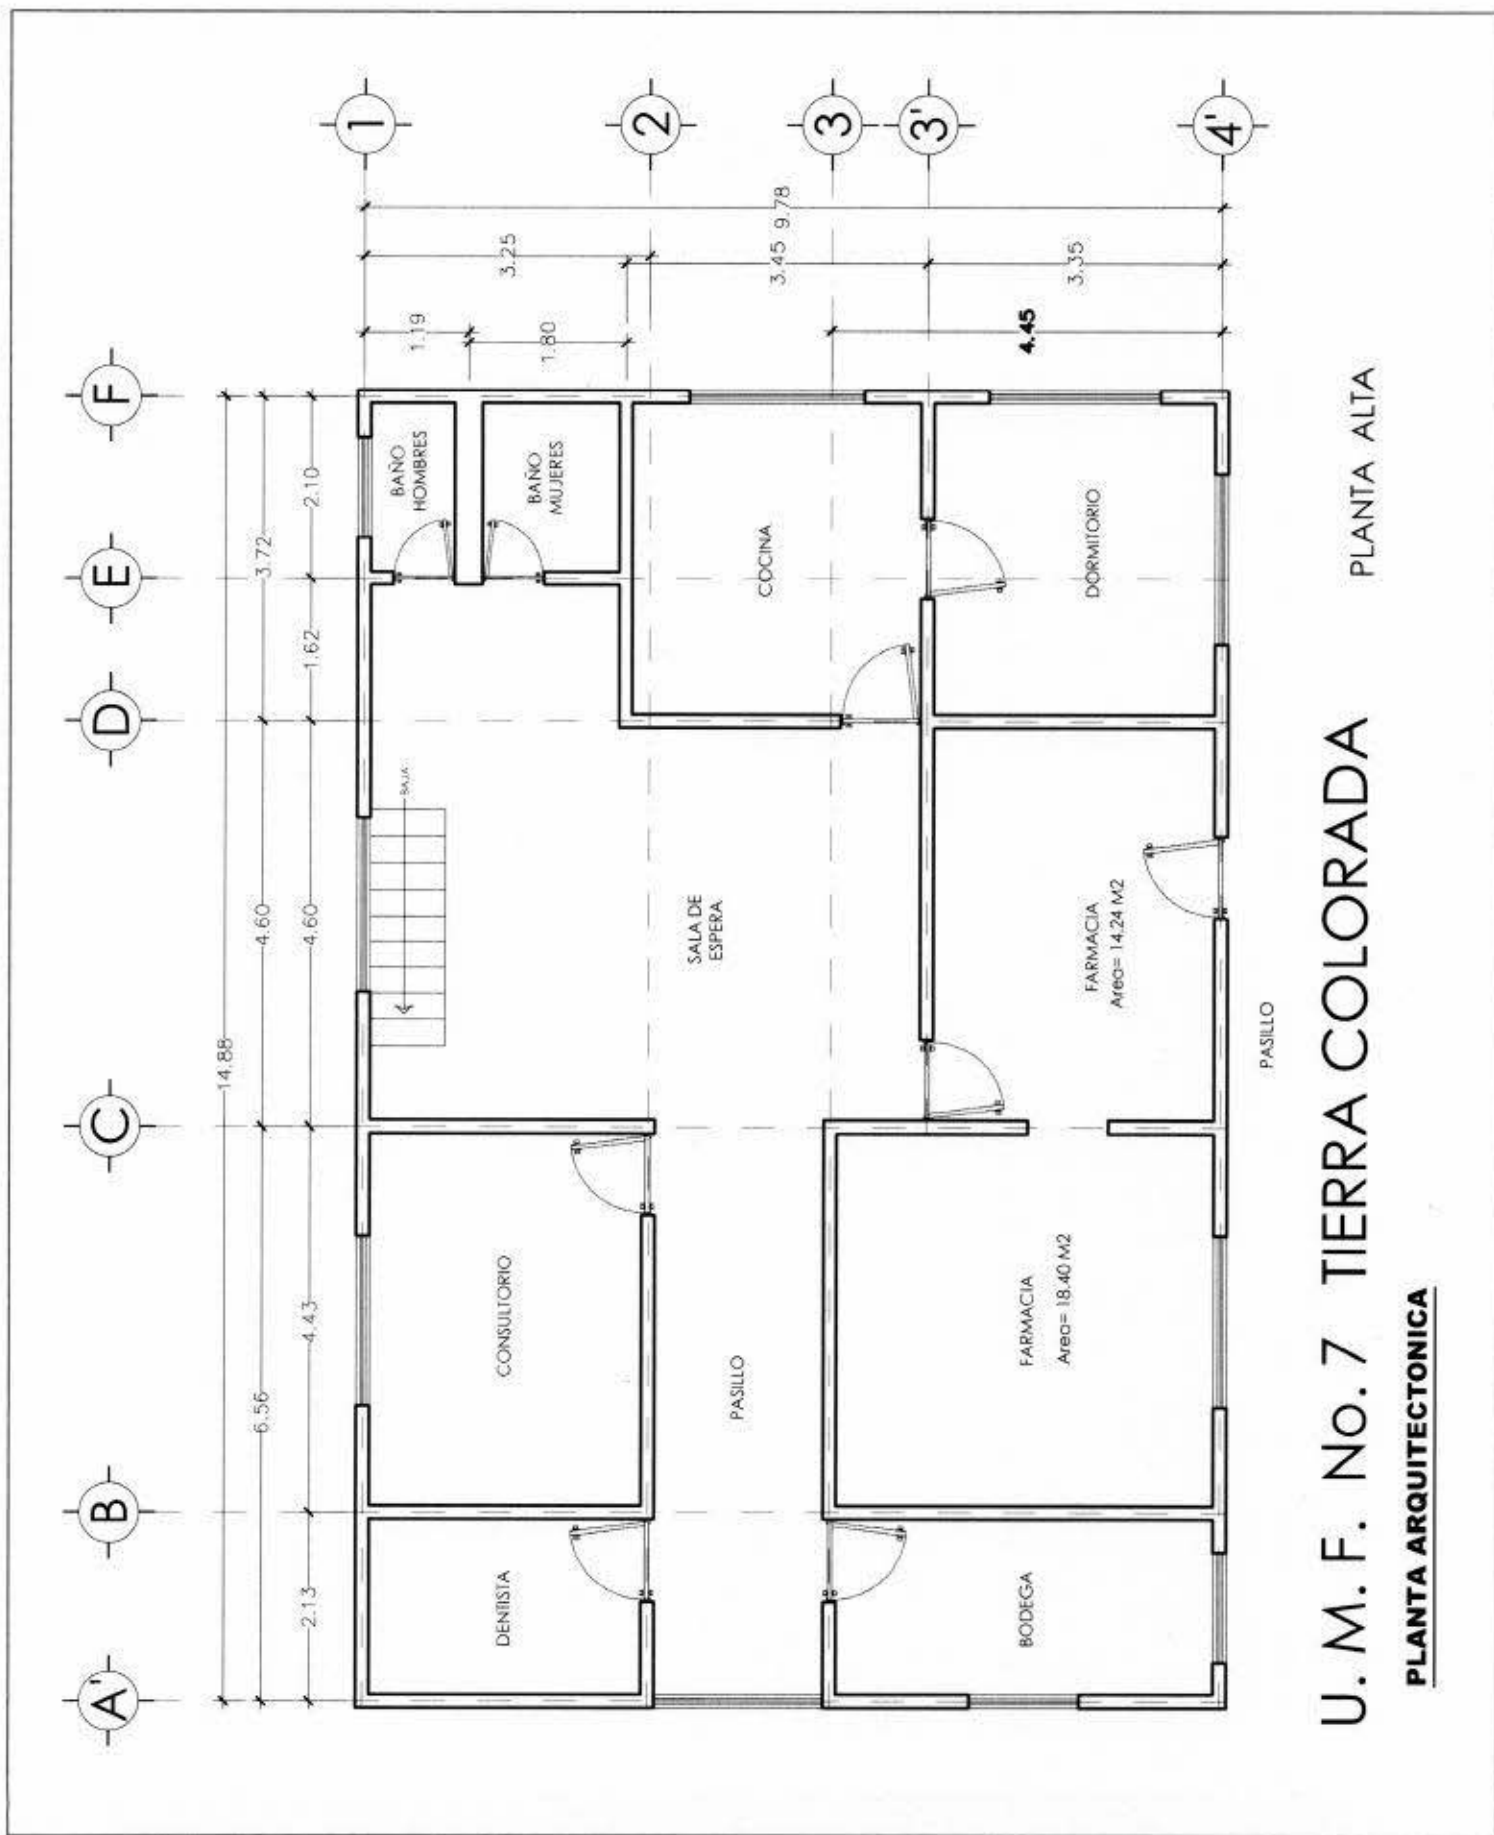 A'
B
C
D
E
F
14.88
6.56
4.60
3.72
2.13
4.43
4.60
1.62
2.10
1
2
3
3'
4'
1.19
1.80
3.25
3.45
9.78
3.35
4.45
DENTISTA
CONSULTORIO
BAJA
BAÑO
HOMBRES
BAÑO
MUJERES
SALA DE
ESPERA
COCINA
PASILLO
BODEGA
FARMACIA
Area= 18.40 M2
FARMACIA
Area= 14.24 M2
DORMITORIO
PASILLO
U. M. F. No. 7 TIERRA COLORADA
PLANTA ALTA
PLANTA ARQUITECTONICA